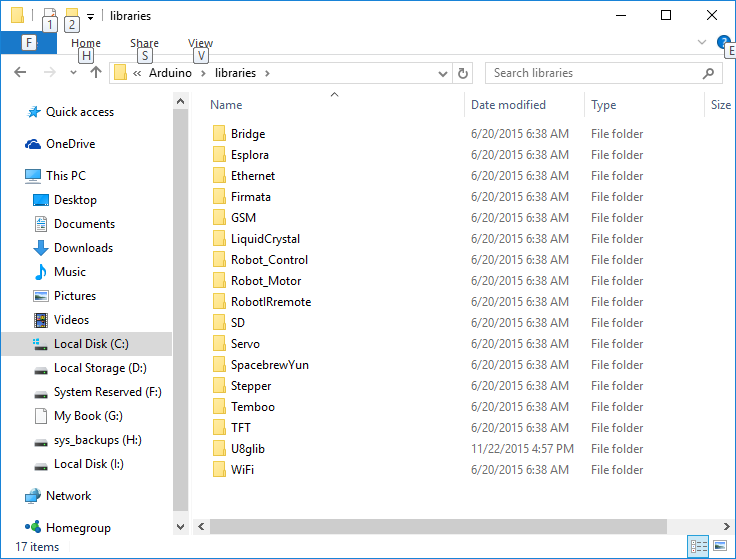 1 2 libraries
F Home Share View
H S V E
« Arduino › libraries › Search libraries
Name Date modified Type Size
Quick access
OneDrive
This PC
Desktop
Documents
Downloads
Music
Pictures
Videos
Local Disk (C:)
Local Storage (D:)
System Reserved (F:)
My Book (G:)
sys_backups (H:)
Local Disk (I:)
Network
Homegroup
Bridge 6/20/2015 6:38 AM File folder
Esplora 6/20/2015 6:38 AM File folder
Ethernet 6/20/2015 6:38 AM File folder
Firmata 6/20/2015 6:38 AM File folder
GSM 6/20/2015 6:38 AM File folder
LiquidCrystal 6/20/2015 6:38 AM File folder
Robot_Control 6/20/2015 6:38 AM File folder
Robot_Motor 6/20/2015 6:38 AM File folder
RobotIRremote 6/20/2015 6:38 AM File folder
SD 6/20/2015 6:38 AM File folder
Servo 6/20/2015 6:38 AM File folder
SpacebrewYun 6/20/2015 6:38 AM File folder
Stepper 6/20/2015 6:38 AM File folder
Temboo 6/20/2015 6:38 AM File folder
TFT 6/20/2015 6:38 AM File folder
U8glib 11/22/2015 4:57 PM File folder
WiFi 6/20/2015 6:38 AM File folder
17 items